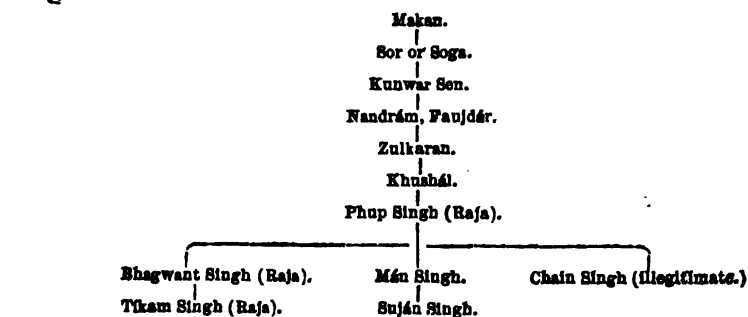 Makan.
Sor or Soga.
Kunwar Sen.
Nandrám, Faujdár.
Zulkaran.
Khushál.
Phup Singh (Raja).
Bhagwant Singh (Raja). Mán Singh. Chain Singh (illegitimate.)
Tikam Singh (Raja). Suján Singh.